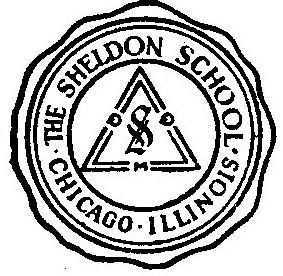 THE SHELDON SCHOOL
· CHICAGO · ILLINOIS ·
S
O O
M